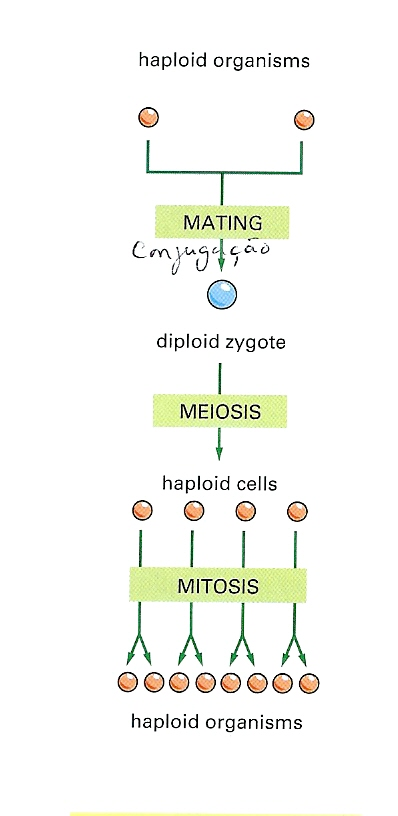 haploid organisms
MATING
Conjugação
diploid zygote
MEIOSIS
haploid cells
MITOSIS
haploid organisms